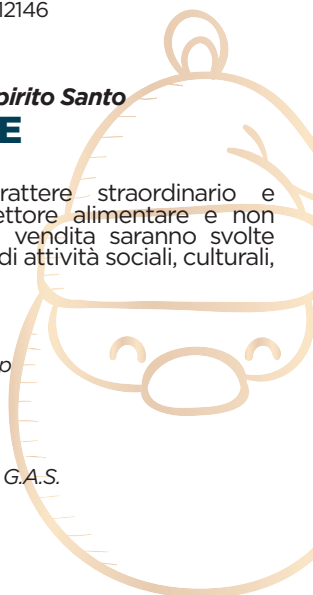 12146
pirito Santo
E
rattere straordinario e
ettore alimentare e non
vendita saranno svolte
di attività sociali, culturali,
p
G.A.S.